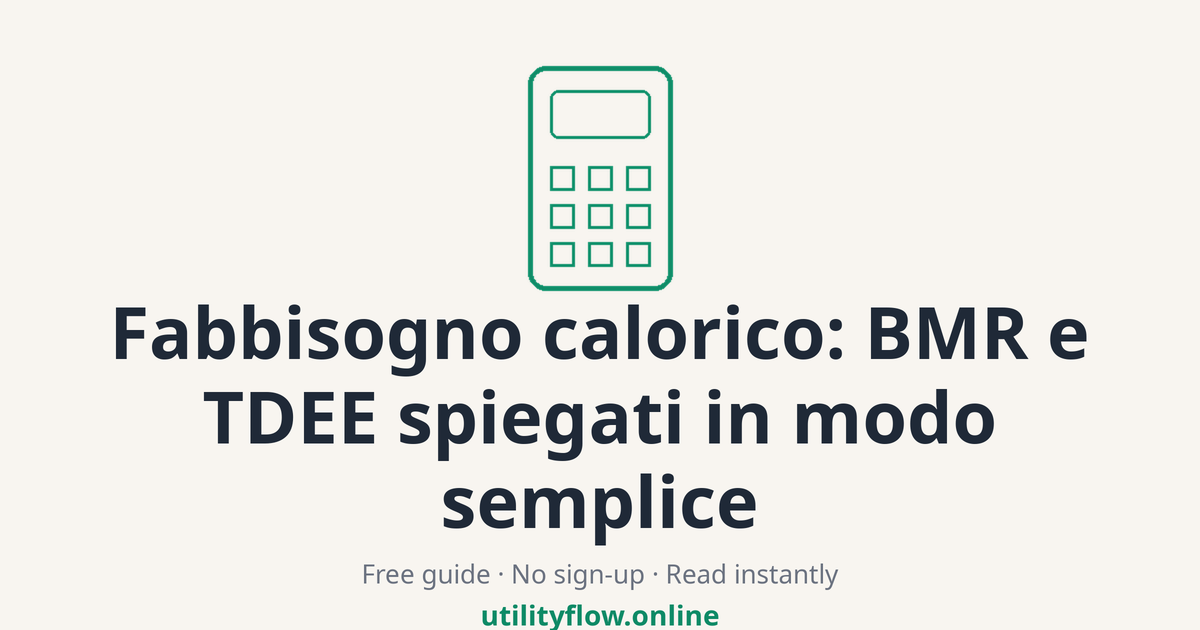 Fabbisogno calorico: BMR e
TDEE spiegati in modo
semplice
Free guide · No sign-up · Read instantly
utilityflow.online